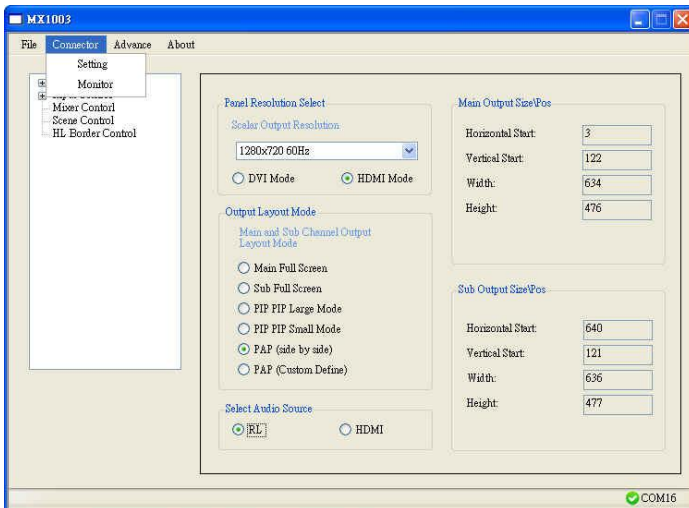 MX1003
File Connector Advance About
Setting
Monitor
Mixer Contorl
Scene Control
HL Border Control
Panel Resolution Select
Scalar Output Resolution
1280x720 60Hz
DVI Mode HDMI Mode
Output Layout Mode
Main and Sub Channel Output
Layout Mode
Main Full Screen
Sub Full Screen
PIP PIP Large Mode
PIP PIP Small Mode
PAP (side by side)
PAP (Custom Define)
Select Audio Source
RL HDMI
Main Output Size\Pos
Horizontal Start: 3
Vertical Start: 122
Width: 634
Height: 476
Sub Output Size\Pos
Horizontal Start: 640
Vertical Start: 121
Width: 636
Height: 477
COM16